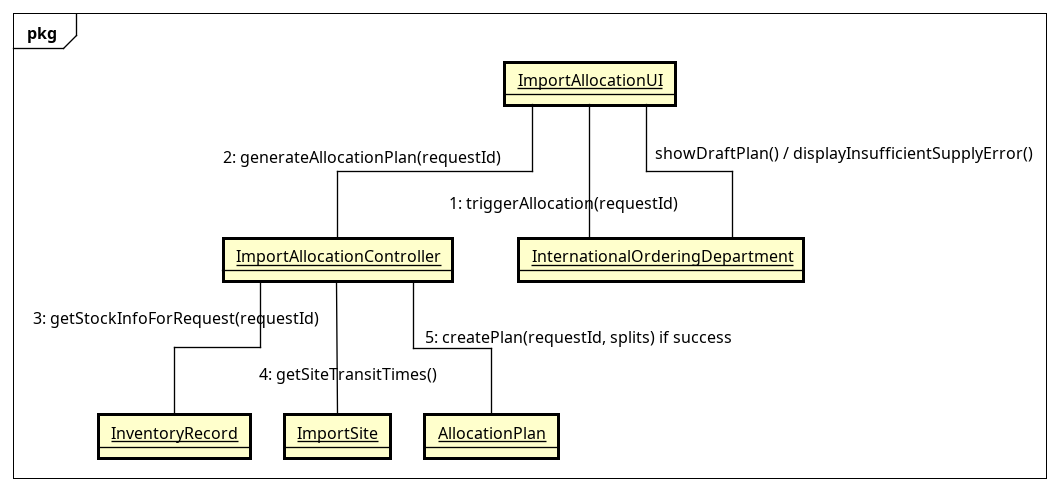 pkg
ImportAllocationUI
2: generateAllocationPlan(requestId)
showDraftPlan() / displayInsufficientSupplyError()
1: triggerAllocation(requestId)
ImportAllocationController
InternationalOrderingDepartment
3: getStockInfoForRequest(requestId)
5: createPlan(requestId, splits) if success
4: getSiteTransitTimes()
InventoryRecord
ImportSite
AllocationPlan